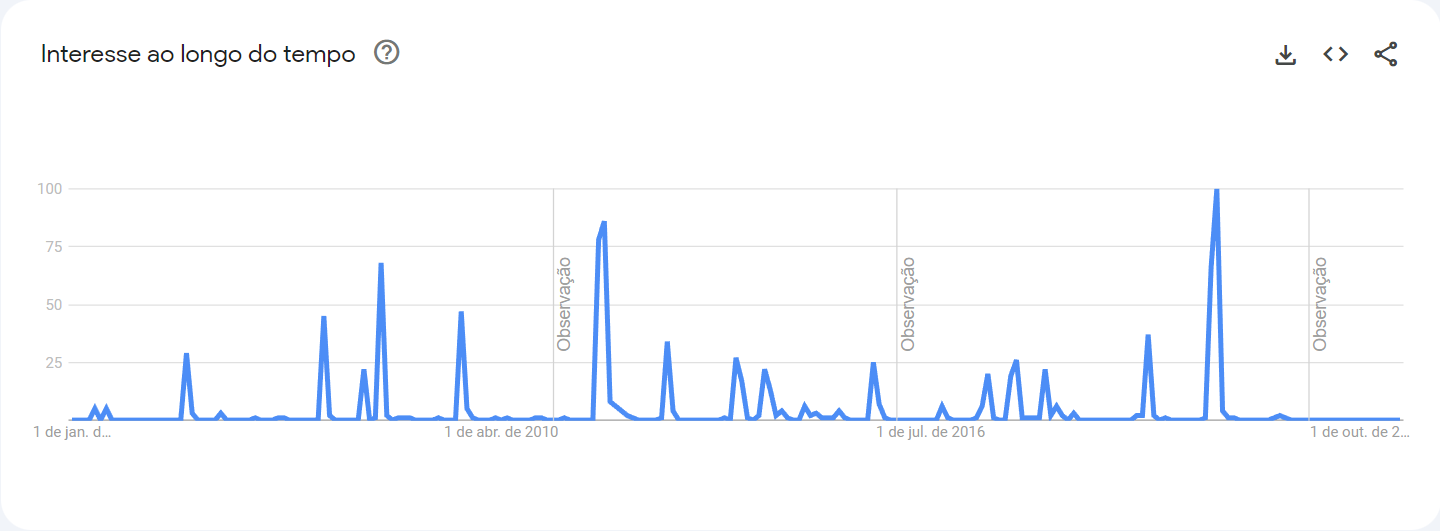 Interesse ao longo do tempo
100
75
50
25
Observação
Observação
Observação
1 de jan. d...
1 de abr. de 2010
1 de jul. de 2016
1 de out. de 2...